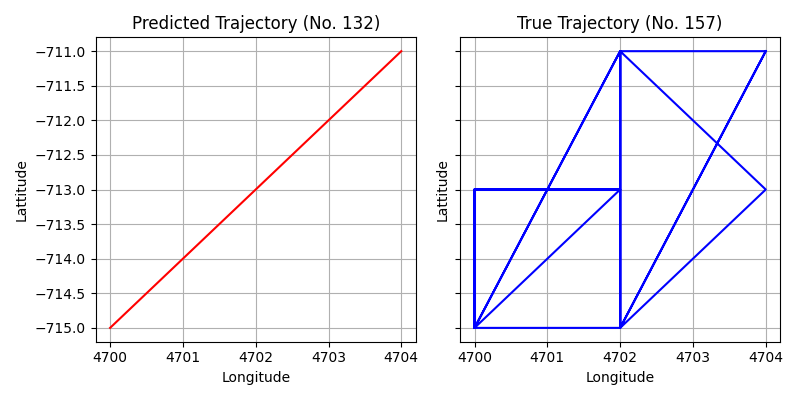 Predicted Trajectory (No. 132)
True Trajectory (No. 157)
Lattitude
−711.0
−711.5
−712.0
−712.5
−713.0
−713.5
−714.0
−714.5
−715.0
4700 4701 4702 4703 4704
Longitude
Lattitude
4700 4701 4702 4703 4704
Longitude